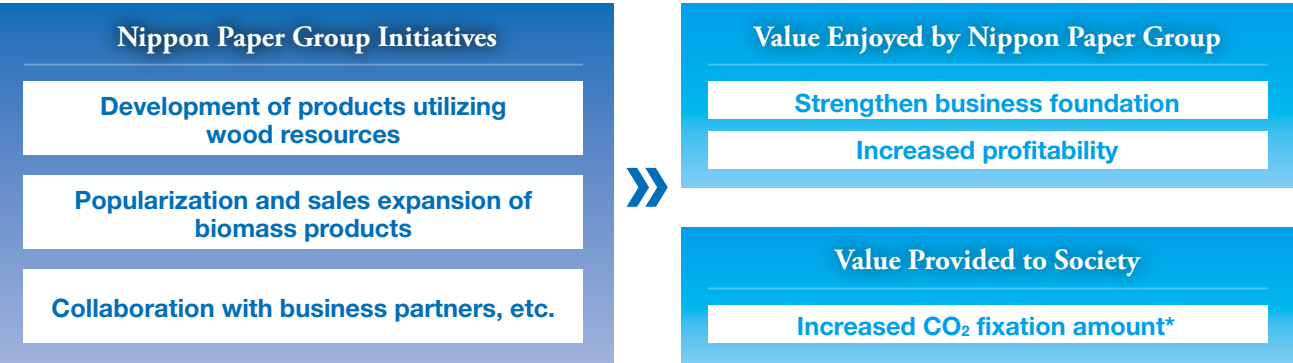 Nippon Paper Group Initiatives
Development of products utilizing
wood resources
Popularization and sales expansion of
biomass products
Collaboration with business partners, etc.
Value Enjoyed by Nippon Paper Group
Strengthen business foundation
Increased profitability
Value Provided to Society
Increased CO₂ fixation amount*